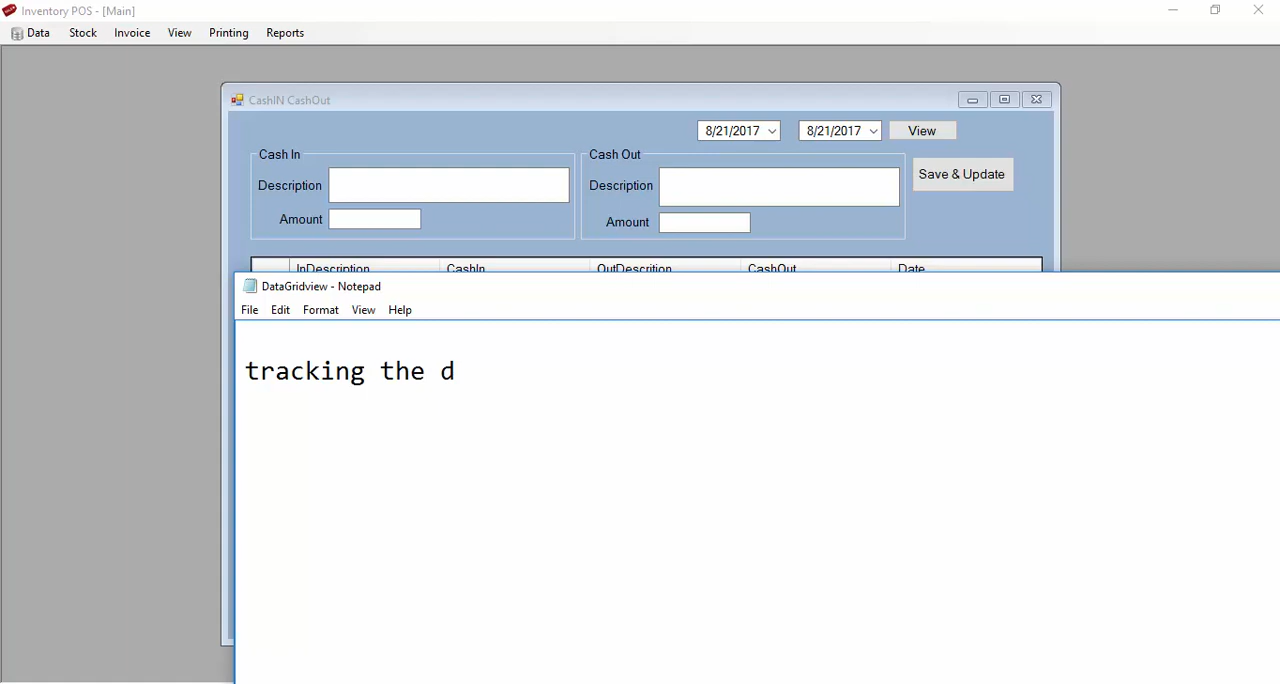 Inventory POS - [Main]
Data Stock Invoice View Printing Reports
CashIN CashOut
8/21/2017 8/21/2017 View
Cash In Cash Out
Description Description Save & Update
Amount Amount
InDescription CashIn OutDescrition CashOut Date
DataGridview - Notepad
File Edit Format View Help
tracking the d